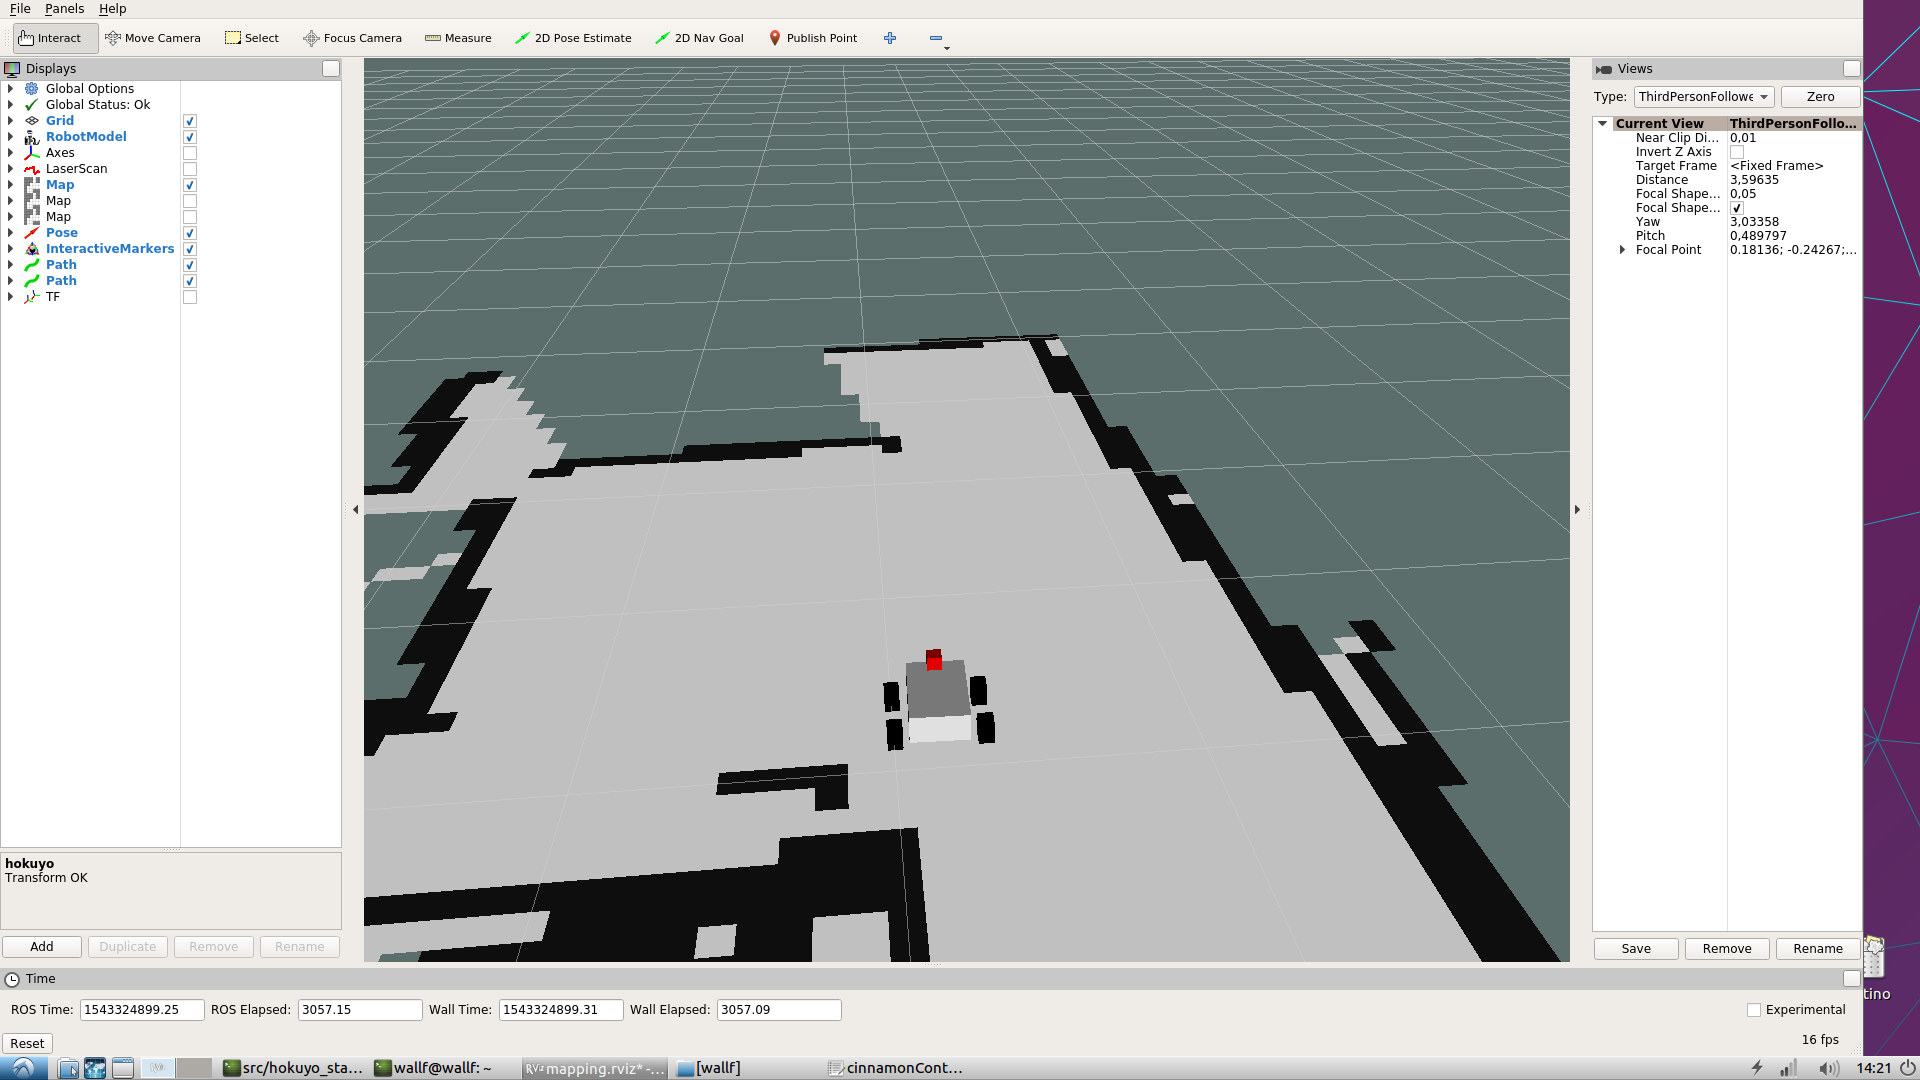 File Panels Help
Interact Move Camera Select Focus Camera Measure 2D Pose Estimate 2D Nav Goal Publish Point
Displays
Global Options
Global Status: Ok
Grid
RobotModel
Axes
LaserScan
Map
Map
Map
Pose
InteractiveMarkers
Path
Path
TF
hokuyo
Transform OK
Add Duplicate Remove Rename
Views
Type: ThirdPersonFollowe Zero
Current View ThirdPersonFollo...
Near Clip Di... 0,01
Invert Z Axis
Target Frame <Fixed Frame>
Distance 3,59635
Focal Shape... 0,05
Focal Shape...
Yaw 3,03358
Pitch 0,489797
Focal Point 0.18136; -0.24267;...
Save Remove Rename
Time
ROS Time: 1543324899.25 ROS Elapsed: 3057.15 Wall Time: 1543324899.31 Wall Elapsed: 3057.09 Experimental
Reset 16 fps
tino
src/hokuyo_sta... wallf@wallf: ~ mapping.rviz* -... [wallf] cinnamonCont... 14:21